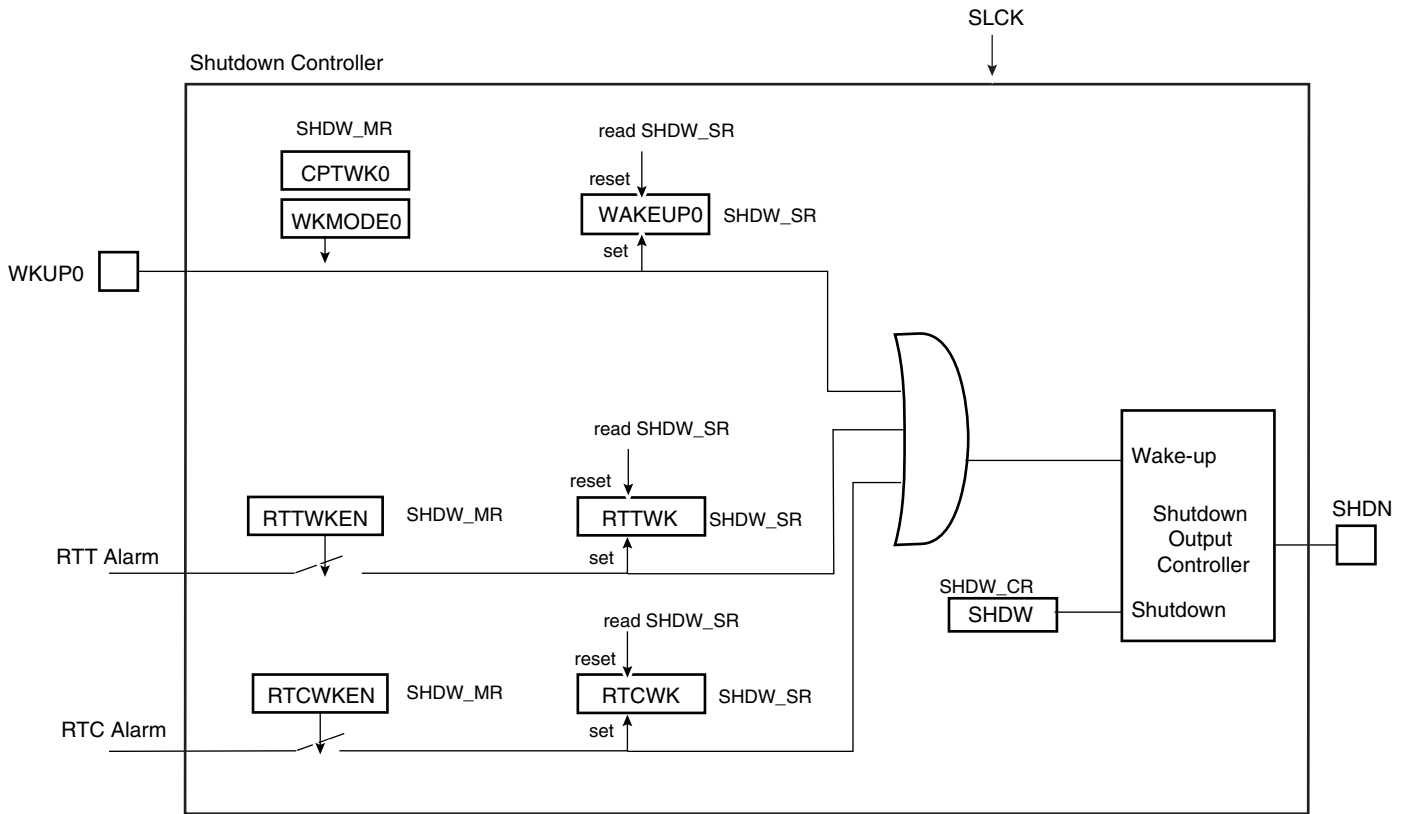 SLCK
Shutdown Controller
SHDW_MR
CPTWK0
WKMODE0
read SHDW_SR
reset
WAKEUP0
SHDW_SR
set
WKUP0
read SHDW_SR
reset
RTTWKEN
SHDW_MR
RTTWK
SHDW_SR
set
RTT Alarm
read SHDW_SR
reset
RTCWKEN
SHDW_MR
RTCWK
SHDW_SR
set
RTC Alarm
Wake-up
Shutdown
Output
Controller
SHDW_CR
SHDW
Shutdown
SHDN